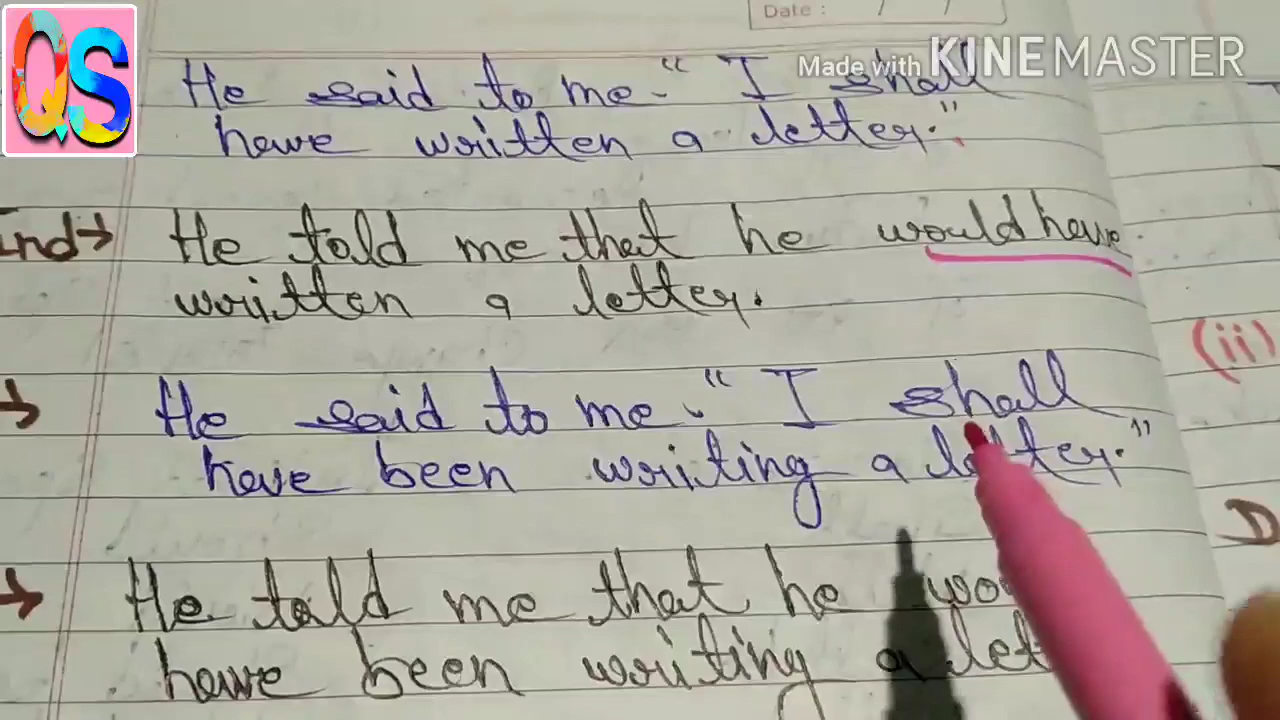 QS
Date : / /
Made with KINEMASTER
He said to me. “I shall
have written a letter.”
Ind→ He told me that he would have
written a letter.
(ii)
→ He said to me. “I shall
have been writing a letter.”
D
→ He told me that he
have been writing a